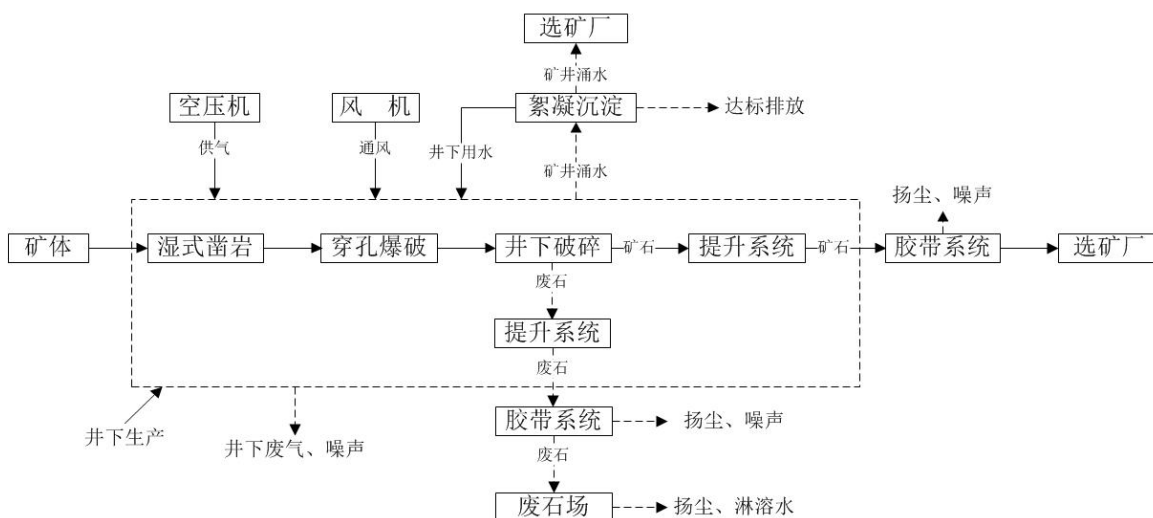 选矿厂
矿井涌水
空压机
风 机
絮凝沉淀
达标排放
供气
通风
井下用水
矿井涌水
扬尘、噪声
矿体
湿式凿岩
穿孔爆破
井下破碎
矿石
提升系统
矿石
胶带系统
选矿厂
废石
提升系统
废石
井下生产
井下废气、噪声
胶带系统
扬尘、噪声
废石
废石场
扬尘、淋溶水